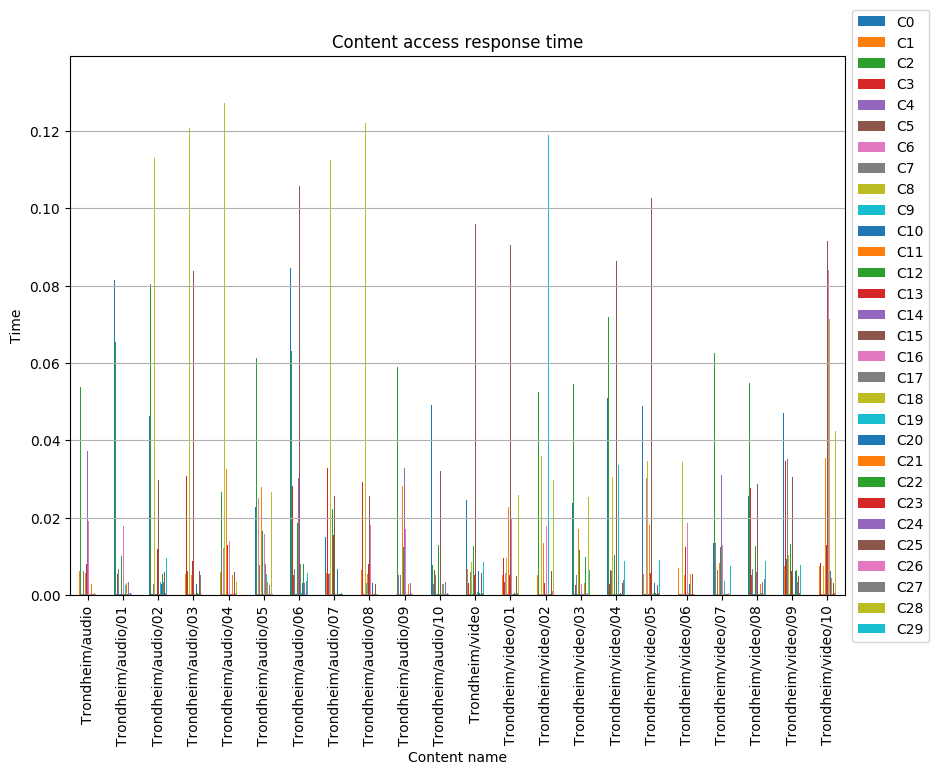 Content access response time
Time
0.12
0.10
0.08
0.06
0.04
0.02
0.00
Trondheim/audio
Trondheim/audio/01
Trondheim/audio/02
Trondheim/audio/03
Trondheim/audio/04
Trondheim/audio/05
Trondheim/audio/06
Trondheim/audio/07
Trondheim/audio/08
Trondheim/audio/09
Trondheim/audio/10
Trondheim/video
Trondheim/video/01
Trondheim/video/02
Trondheim/video/03
Trondheim/video/04
Trondheim/video/05
Trondheim/video/06
Trondheim/video/07
Trondheim/video/08
Trondheim/video/09
Trondheim/video/10
Content name
C0
C1
C2
C3
C4
C5
C6
C7
C8
C9
C10
C11
C12
C13
C14
C15
C16
C17
C18
C19
C20
C21
C22
C23
C24
C25
C26
C27
C28
C29